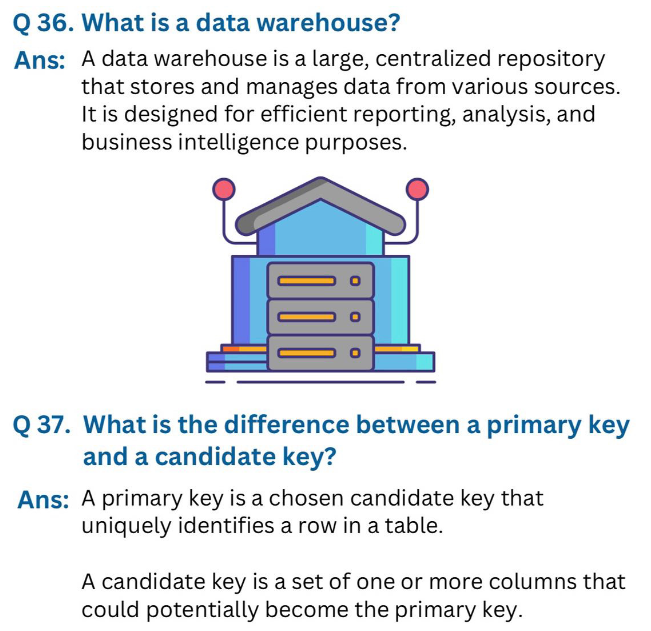 Q 36. What is a data warehouse?
Ans: A data warehouse is a large, centralized repository
that stores and manages data from various sources.
It is designed for efficient reporting, analysis, and
business intelligence purposes.
Q 37. What is the difference between a primary key
and a candidate key?
Ans: A primary key is a chosen candidate key that
uniquely identifies a row in a table.
A candidate key is a set of one or more columns that
could potentially become the primary key.